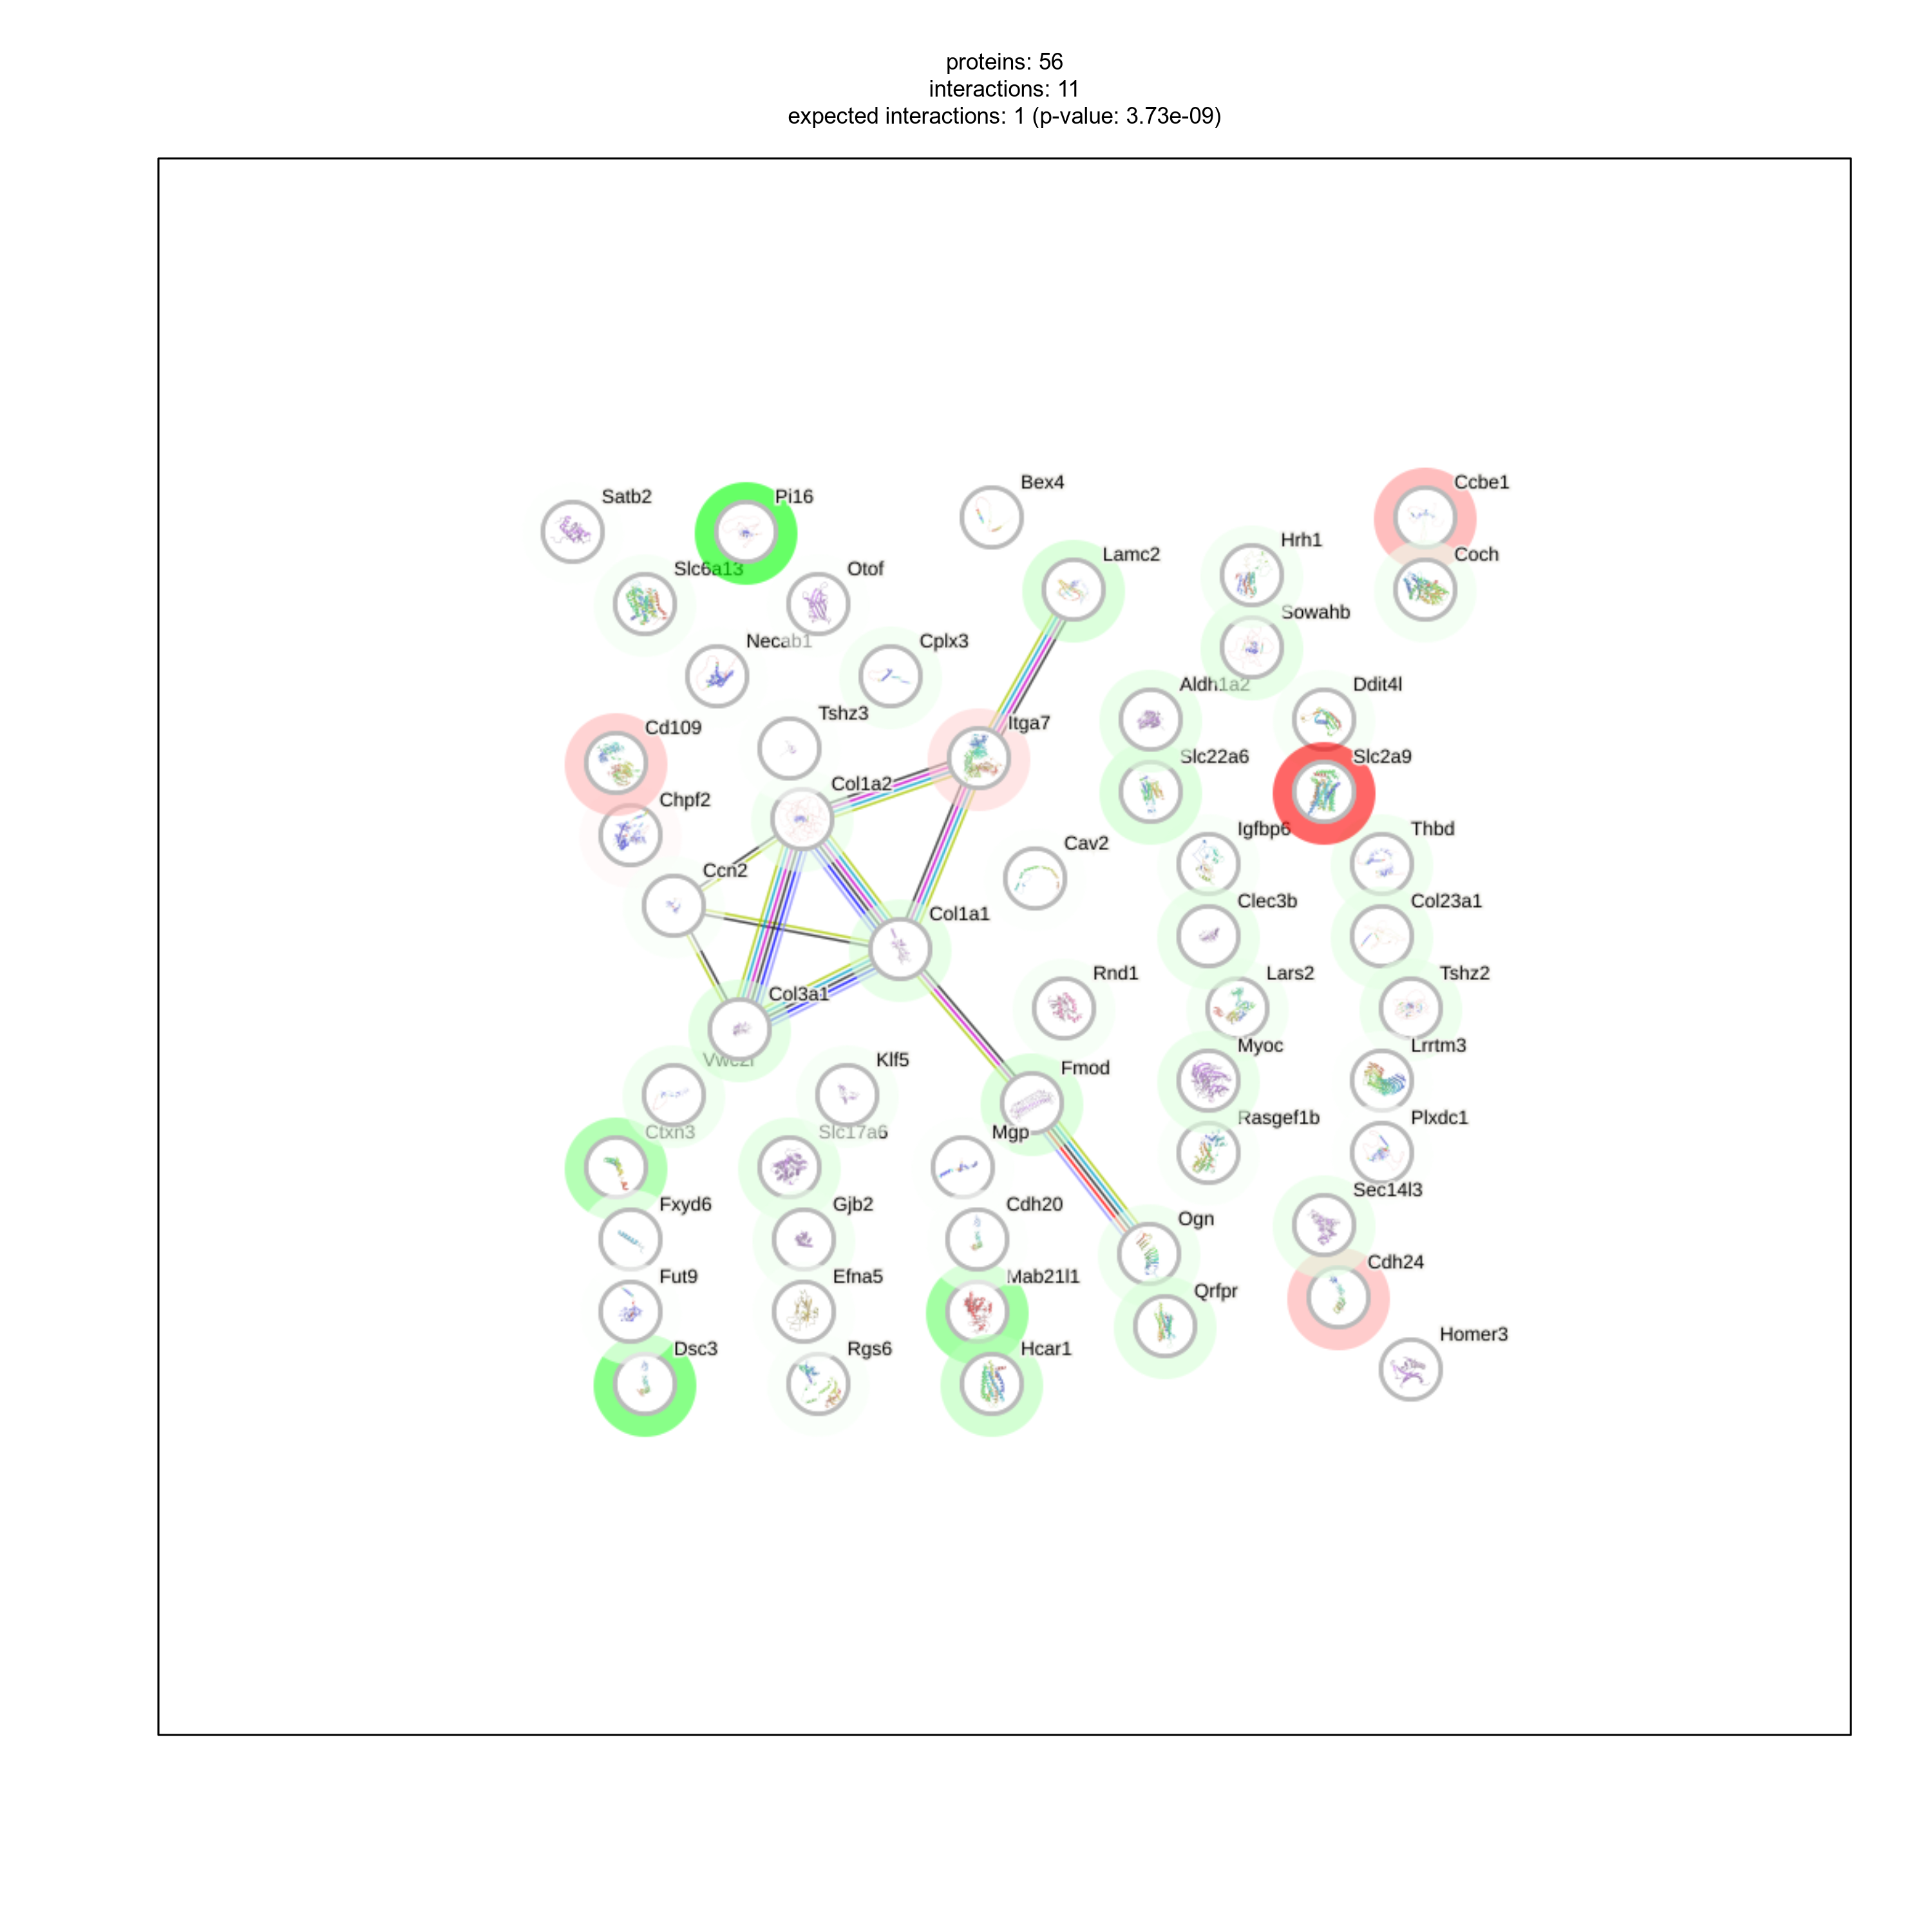 proteins: 56
interactions: 11
expected interactions: 1 (p-value: 3.73e-09)
Bex4
Ccbe1
Satb2
Pi16
Hrh1
Lamc2
Coch
Slc6a13
Otof
Sowahb
Necab1
Cplx3
Aldh1a2
Ddit4l
Tshz3
Itga7
Cd109
Slc22a6
Slc2a9
Col1a2
Chpf2
Igfbp6
Thbd
Cav2
Ccn2
Clec3b
Col23a1
Col1a1
Rnd1
Lars2
Tshz2
Col3a1
Myoc
Lrrtm3
Klf5
Fmod
Rasgef1b
Plxdc1
Ctxn3
Slc17a6
Mgp
Sec14l3
Fxyd6
Gjb2
Cdh20
Ogn
Cdh24
Fut9
Efna5
Mab21l1
Qrfpr
Homer3
Dsc3
Rgs6
Hcar1